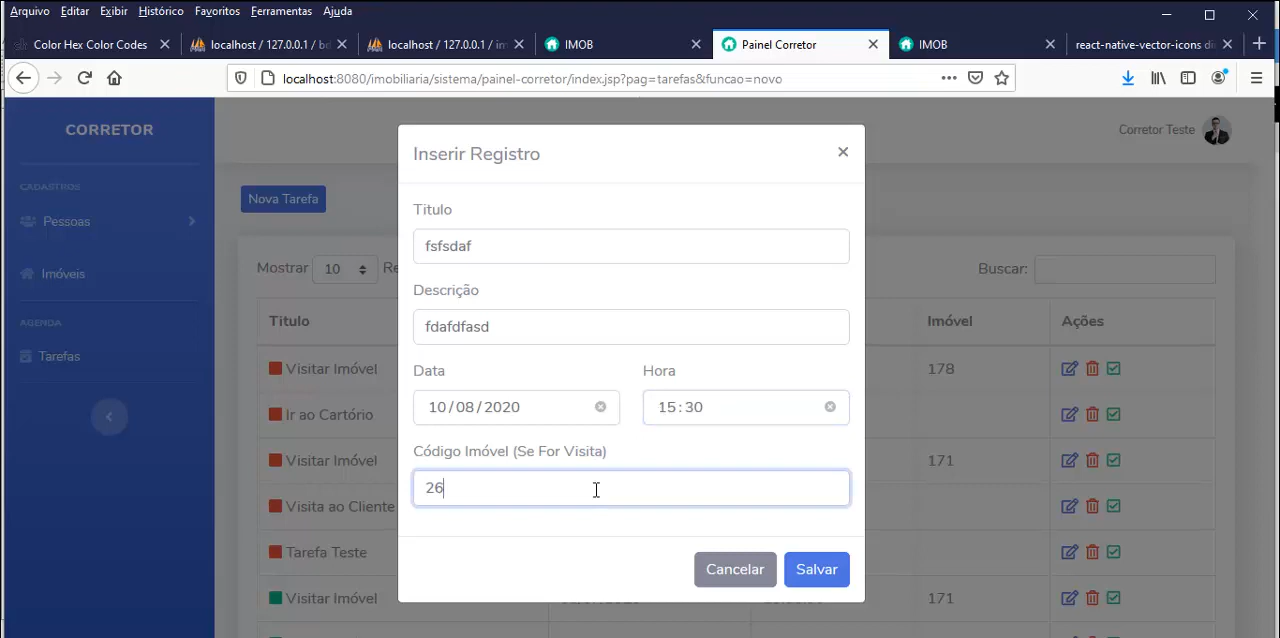 Arquivo Editar Exibir Histórico Favoritos Ferramentas Ajuda
Color Hex Color Codes localhost / 127.0.0.1 / bd localhost / 127.0.0.1 / im IMOB Painel Corretor IMOB react-native-vector-icons di
localhost:8080/imobiliaria/sistema/painel-corretor/index.jsp?pag=tarefas&funcao=novo
CORRETOR
Inserir Registro
Corretor Teste
CADASTROS
Nova Tarefa
Titulo
Pessoas
fsfsdaf
Mostrar 10 Re
Buscar:
Imóveis
Descrição
AGENDA
Titulo
fdafdfasd
Imóvel
Ações
Tarefas
Visitar Imóvel
Data
Hora
178
Ir ao Cartório
10/08/2020
15:30
Visitar Imóvel
Código Imóvel (Se For Visita)
171
Visita ao Cliente
26
Tarefa Teste
Cancelar
Salvar
Visitar Imóvel
171